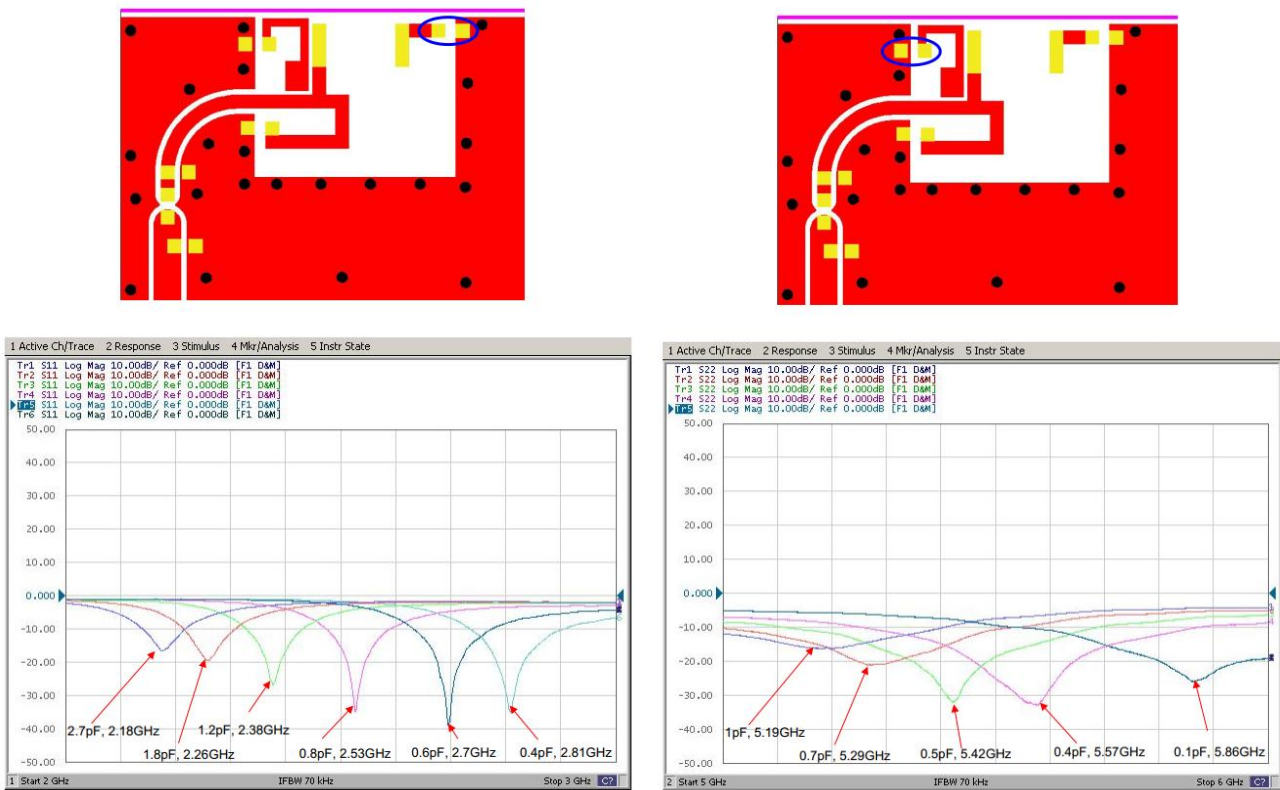 1 Active Ch/Trace 2 Response 3 Stimulus 4 Mkr/Analysis 5 Instr State
Tr1 S11 Log Mag 10.00dB/ Ref 0.000dB [F1 D&M]
Tr2 S11 Log Mag 10.00dB/ Ref 0.000dB [F1 D&M]
Tr3 S11 Log Mag 10.00dB/ Ref 0.000dB [F1 D&M]
Tr4 S11 Log Mag 10.00dB/ Ref 0.000dB [F1 D&M]
Tr5 S11 Log Mag 10.00dB/ Ref 0.000dB [F1 D&M]
Tr6 S11 Log Mag 10.00dB/ Ref 0.000dB [F1 D&M]
50.00
40.00
30.00
20.00
10.00
0.000
-10.00
-20.00
-30.00
-40.00
-50.00
2.7pF, 2.18GHz
1.8pF, 2.26GHz
1.2pF, 2.38GHz
0.8pF, 2.53GHz
0.6pF, 2.7GHz
0.4pF, 2.81GHz
1 Start 2 GHz IFBW 70 kHz Stop 3 GHz C?
1 Active Ch/Trace 2 Response 3 Stimulus 4 Mkr/Analysis 5 Instr State
Tr1 S22 Log Mag 10.00dB/ Ref 0.000dB [F1 D&M]
Tr2 S22 Log Mag 10.00dB/ Ref 0.000dB [F1 D&M]
Tr3 S22 Log Mag 10.00dB/ Ref 0.000dB [F1 D&M]
Tr4 S22 Log Mag 10.00dB/ Ref 0.000dB [F1 D&M]
Tr5 S22 Log Mag 10.00dB/ Ref 0.000dB [F1 D&M]
50.00
40.00
30.00
20.00
10.00
0.000
-10.00
-20.00
-30.00
-40.00
-50.00
1pF, 5.19GHz
0.7pF, 5.29GHz
0.5pF, 5.42GHz
0.4pF, 5.57GHz
0.1pF, 5.86GHz
2 Start 5 GHz IFBW 70 kHz Stop 6 GHz C?